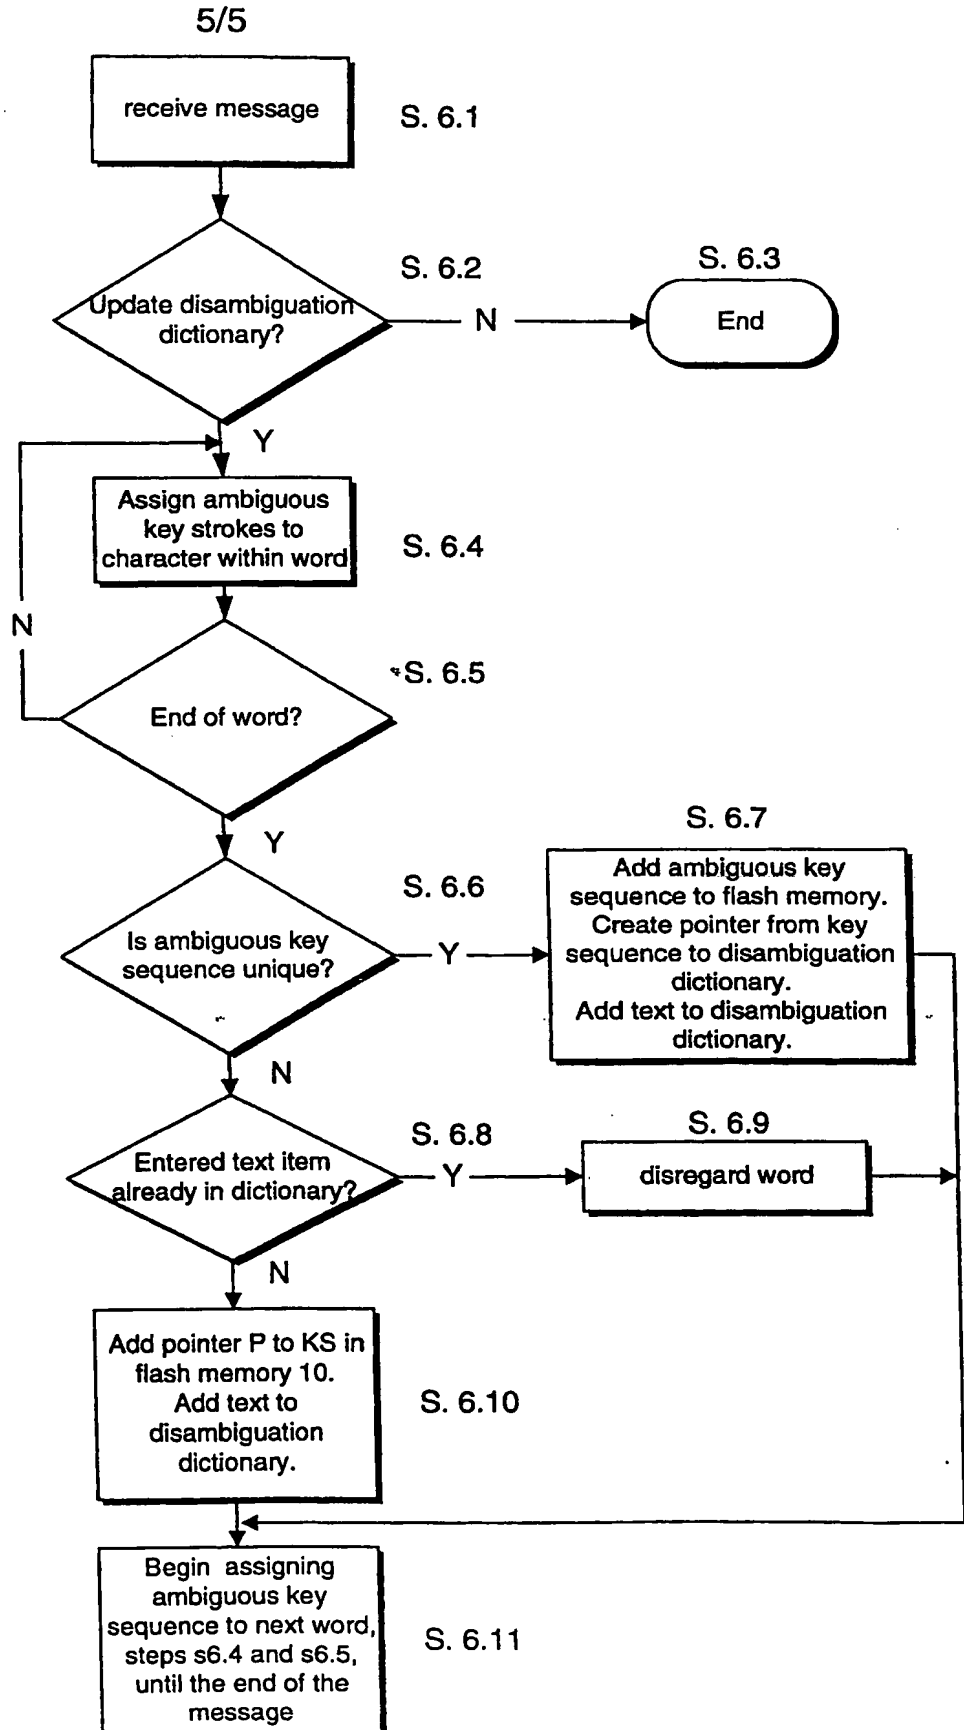 5/5
receive message
S. 6.1
Update disambiguation
dictionary?
S. 6.2
N
S. 6.3
End
Y
Assign ambiguous
key strokes to
character within word
S. 6.4
N
End of word?
S. 6.5
Y
Is ambiguous key
sequence unique?
S. 6.6
Y
S. 6.7
Add ambiguous key
sequence to flash memory.
Create pointer from key
sequence to disambiguation
dictionary.
Add text to disambiguation
dictionary.
N
Entered text item
already in dictionary?
S. 6.8
Y
S. 6.9
disregard word
N
Add pointer P to KS in
flash memory 10.
Add text to
disambiguation
dictionary.
S. 6.10
Begin assigning
ambiguous key
sequence to next word,
steps s6.4 and s6.5,
until the end of the
message
S. 6.11